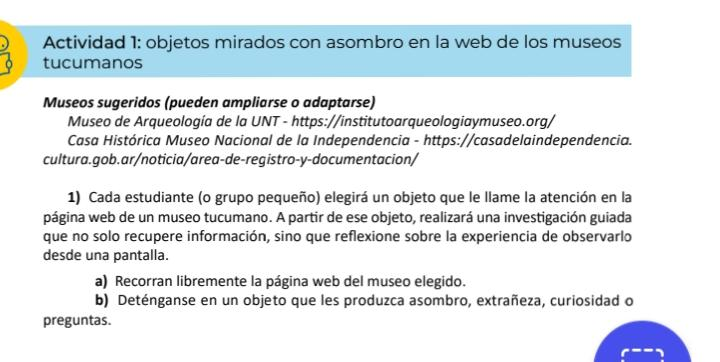 Actividad 1: objetos mirados con asombro en la web de los museos
tucumanos
Museos sugeridos (pueden ampliarse o adaptarse)
Museo de Arqueología de la UNT - https://institutoarqueologiaymuseo.org/
Casa Histórica Museo Nacional de la Independencia - https://casadelaindependencia.
cultura.gob.ar/noticia/area-de-registro-y-documentacion/
1) Cada estudiante (o grupo pequeño) elegirá un objeto que le llame la atención en la
página web de un museo tucumano. A partir de ese objeto, realizará una investigación guiada
que no solo recupere información, sino que reflexione sobre la experiencia de observarlo
desde una pantalla.
a) Recorran libremente la página web del museo elegido.
b) Deténganse en un objeto que les produzca asombro, extrañeza, curiosidad o
preguntas.